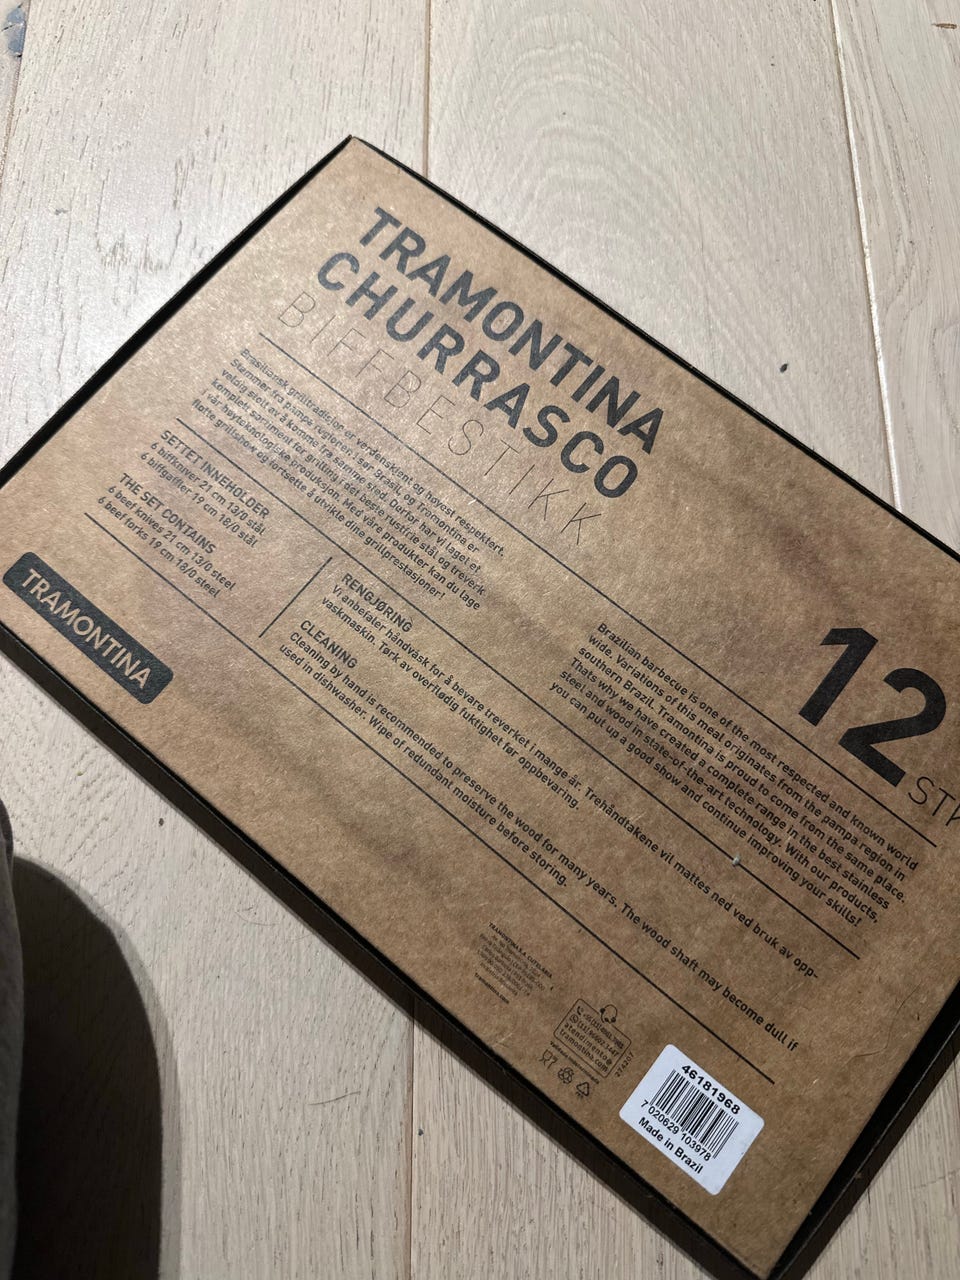 TRAMONTINA
CHURRASCO
BIFFBESTIKK
Brasiliansk grilltradisjon er verdenskjent og høyest respektert.
Stammer fra pampas regionen i sør Brasil, og Tramontina er
veldig stolt av å komme fra samme sted. Derfor har vi laget et
komplett sortiment for grilling i det beste rustfrie stål og treverk
i vår høyteknologiske produksjon. Med våre produkter kan du lage
flotte grillshow og fortsette å utvikle dine grillprestasjoner!
Brazilian barbecue is one of the most respected and known world
wide. Variations of this meal originates from the pampa region in
southern Brazil. Tramontina is proud to come from the same place.
Thats why we have created a complete range in the best stainless
steel and wood in state-of-the-art technology. With our products,
you can put up a good show and continue improving your skills!
12
SETTET INNEHOLDER
6 biffkniver 21 cm 13/0 stål
6 biffgafler 19 cm 18/0 stål
THE SET CONTAINS
6 beef knives 21 cm 13/0 steel
6 beef forks 19 cm 18/0 steel
RENGJØRING
Vi anbefaler håndvask for å bevare treverket i mange år. Trehåndtakene vil mattes ned ved bruk av opp-
vaskmaskin. Tørk av overflødig fuktighet før oppbevaring.
CLEANING
Cleaning by hand is recommended to preserve the wood for many years. The wood shaft may become dull if
used in dishwasher. Wipe of redundant moisture before storing.
TRAMONTINA
TRAMONTINA S.A. CUTELARIA
tramontina.com
atendimento@
tramontina.com
46181968
7 020629 103978
Made in Brazil